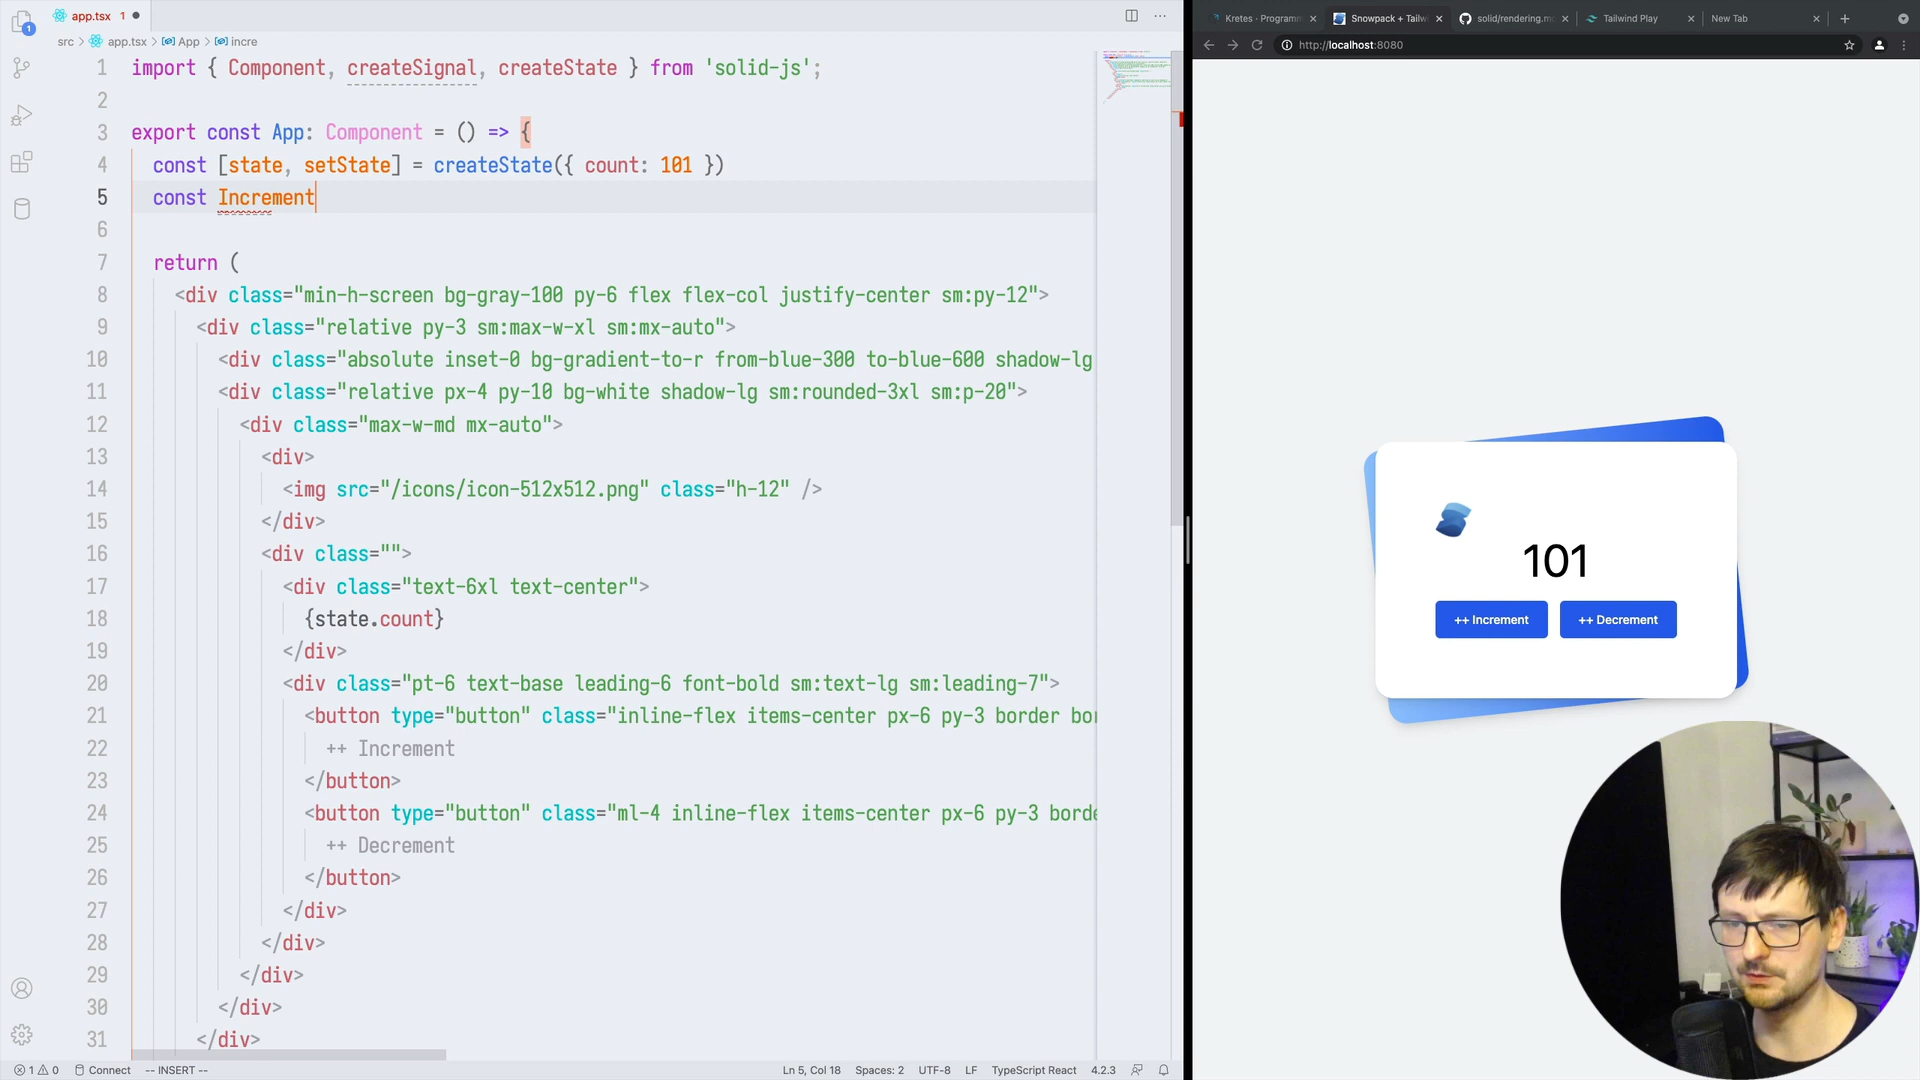 app.tsx 1
1
src > app.tsx > App > incre
1 import { Component, createSignal, createState } from 'solid-js';
2
3 export const App: Component = () => {
4 const [state, setState] = createState({ count: 101 })
5 const Increment
6
7 return (
8 <div class="min-h-screen bg-gray-100 py-6 flex flex-col justify-center sm:py-12">
9 <div class="relative py-3 sm:max-w-xl sm:mx-auto">
10 <div class="absolute inset-0 bg-gradient-to-r from-blue-300 to-blue-600 shadow-lg
11 <div class="relative px-4 py-10 bg-white shadow-lg sm:rounded-3xl sm:p-20">
12 <div class="max-w-md mx-auto">
13 <div>
14 <img src="/icons/icon-512x512.png" class="h-12" />
15 </div>
16 <div class="">
17 <div class="text-6xl text-center">
18 {state.count}
19 </div>
20 <div class="pt-6 text-base leading-6 font-bold sm:text-lg sm:leading-7">
21 <button type="button" class="inline-flex items-center px-6 py-3 border bor
22 ++ Increment
23 </button>
24 <button type="button" class="ml-4 inline-flex items-center px-6 py-3 borde
25 ++ Decrement
26 </button>
27 </div>
28 </div>
29 </div>
30 </div>
31 </div>
1 0 Connect -- INSERT -- Ln 5, Col 18 Spaces: 2 UTF-8 LF TypeScript React 4.2.3
Kretes · Programm Snowpack + Tailw solid/rendering.m Tailwind Play New Tab
http://localhost:8080
101
++ Increment ++ Decrement